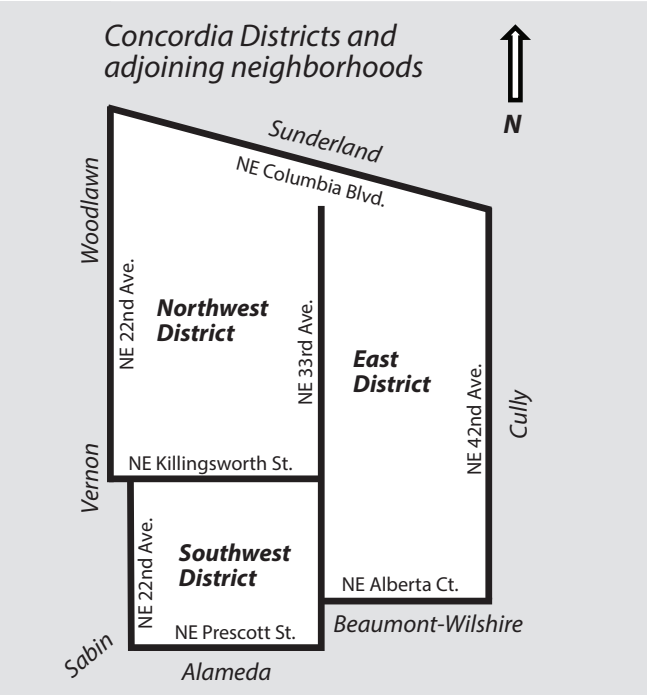 Concordia Districts and
adjoining neighborhoods
N
Sunderland
NE Columbia Blvd.
Woodlawn
NE 22nd Ave.
Northwest
District
NE 33rd Ave.
East
District
NE 42nd Ave.
Cully
Vernon
NE Killingsworth St.
NE 22nd Ave.
Southwest
District
NE Alberta Ct.
NE Prescott St.
Beaumont-Wilshire
Sabin
Alameda